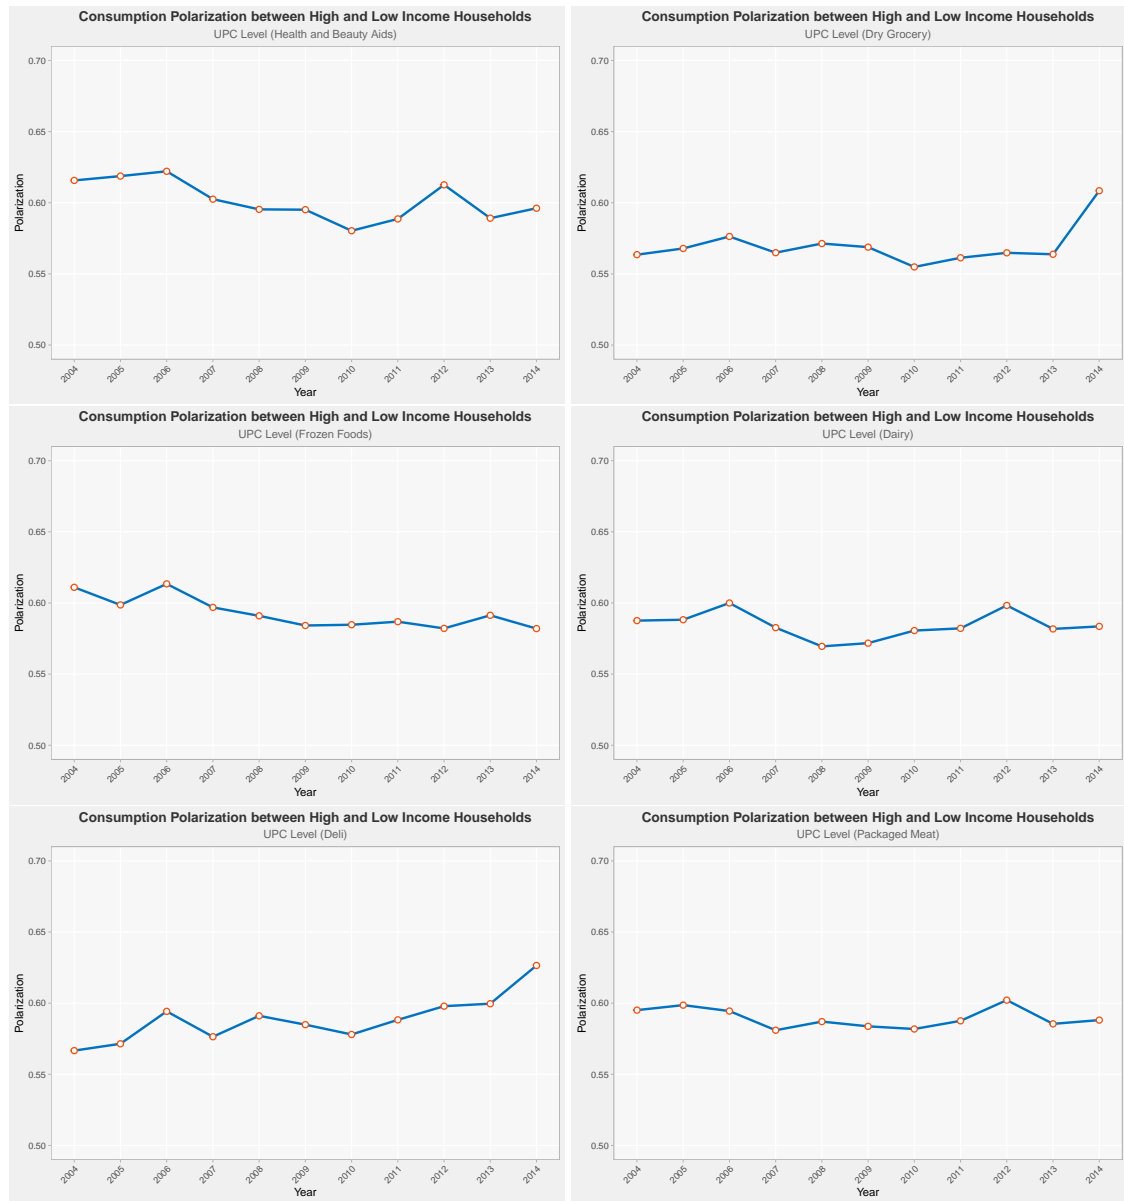 Consumption Polarization between High and Low Income Households
UPC Level (Health and Beauty Aids)
Polarization
0.70
0.65
0.60
0.55
0.50
2004 2005 2006 2007 2008 2009 2010 2011 2012 2013 2014
Year
Consumption Polarization between High and Low Income Households
UPC Level (Dry Grocery)
Polarization
0.70
0.65
0.60
0.55
0.50
2004 2005 2006 2007 2008 2009 2010 2011 2012 2013 2014
Year
Consumption Polarization between High and Low Income Households
UPC Level (Frozen Foods)
Polarization
0.70
0.65
0.60
0.55
0.50
2004 2005 2006 2007 2008 2009 2010 2011 2012 2013 2014
Year
Consumption Polarization between High and Low Income Households
UPC Level (Dairy)
Polarization
0.70
0.65
0.60
0.55
0.50
2004 2005 2006 2007 2008 2009 2010 2011 2012 2013 2014
Year
Consumption Polarization between High and Low Income Households
UPC Level (Deli)
Polarization
0.70
0.65
0.60
0.55
0.50
2004 2005 2006 2007 2008 2009 2010 2011 2012 2013 2014
Year
Consumption Polarization between High and Low Income Households
UPC Level (Packaged Meat)
Polarization
0.70
0.65
0.60
0.55
0.50
2004 2005 2006 2007 2008 2009 2010 2011 2012 2013 2014
Year